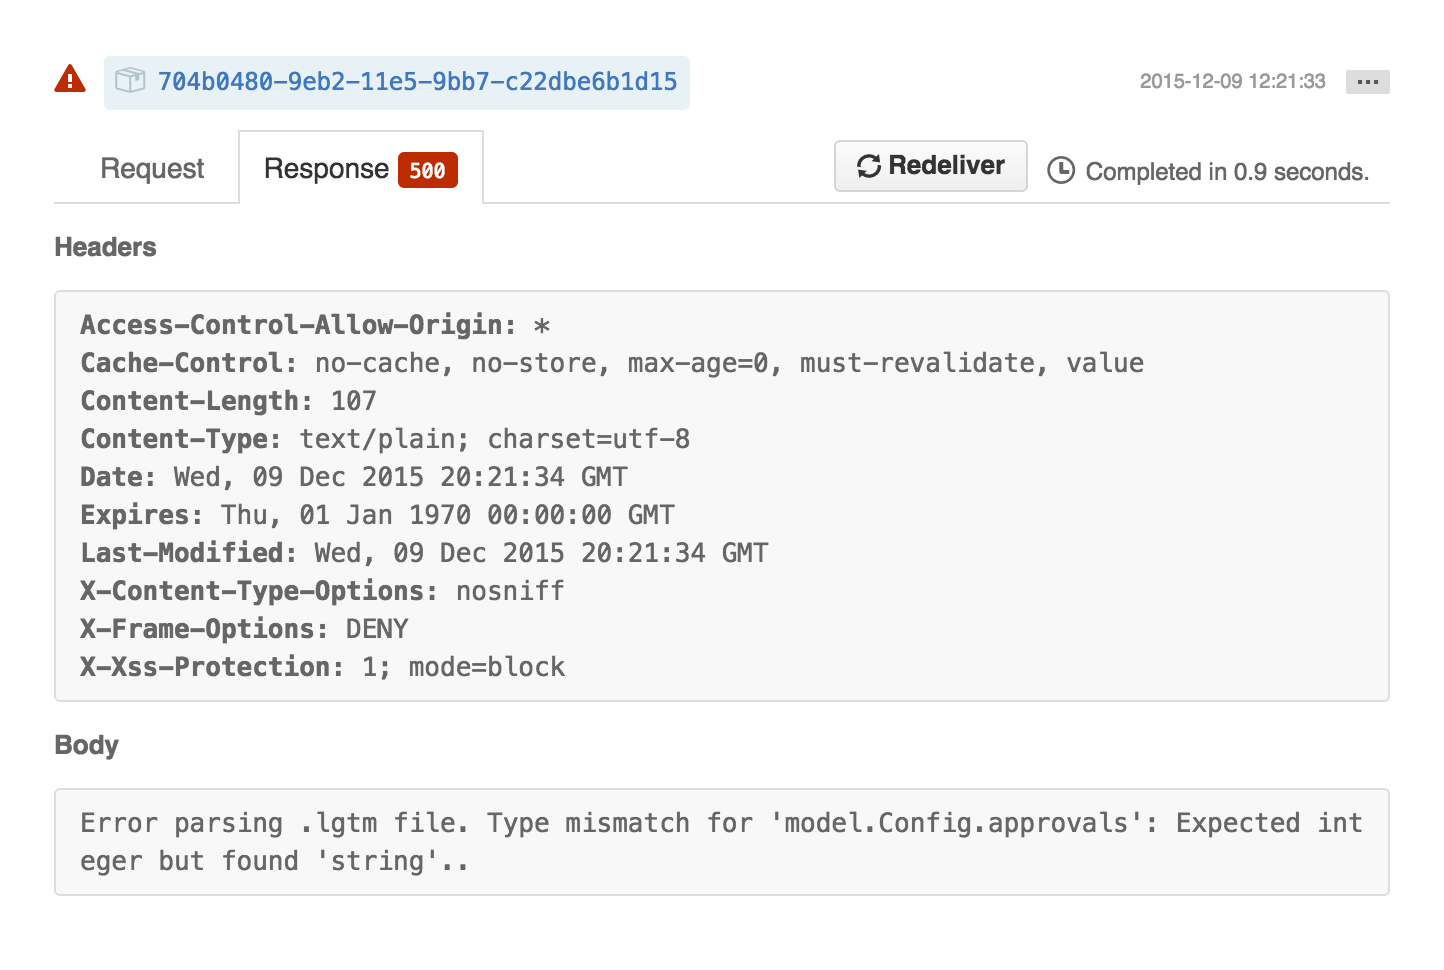 704b0480-9eb2-11e5-9bb7-c22dbe6b1d15 2015-12-09 12:21:33
Request Response 500 Redeliver Completed in 0.9 seconds.
Headers
Access-Control-Allow-Origin: *
Cache-Control: no-cache, no-store, max-age=0, must-revalidate, value
Content-Length: 107
Content-Type: text/plain; charset=utf-8
Date: Wed, 09 Dec 2015 20:21:34 GMT
Expires: Thu, 01 Jan 1970 00:00:00 GMT
Last-Modified: Wed, 09 Dec 2015 20:21:34 GMT
X-Content-Type-Options: nosniff
X-Frame-Options: DENY
X-Xss-Protection: 1; mode=block
Body
Error parsing .lgtm file. Type mismatch for 'model.Config.approvals': Expected int
eger but found 'string'..